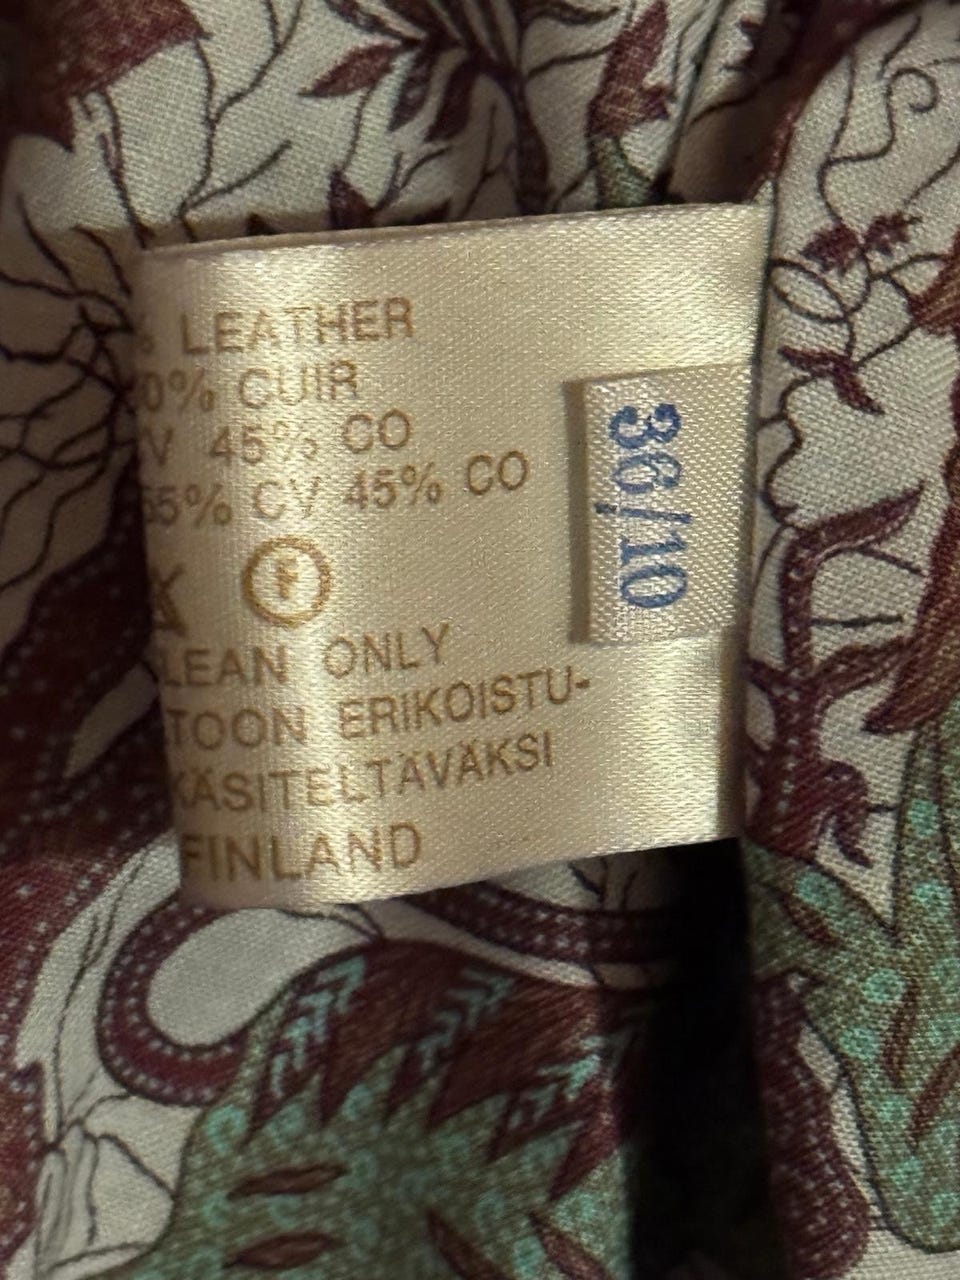 % LEATHER
0% CUIR
V 45% CO
55% CV 45% CO
F
LEAN ONLY
TOON ERIKOISTU-
KÄSITELTÄVÄKSI
FINLAND
36/10